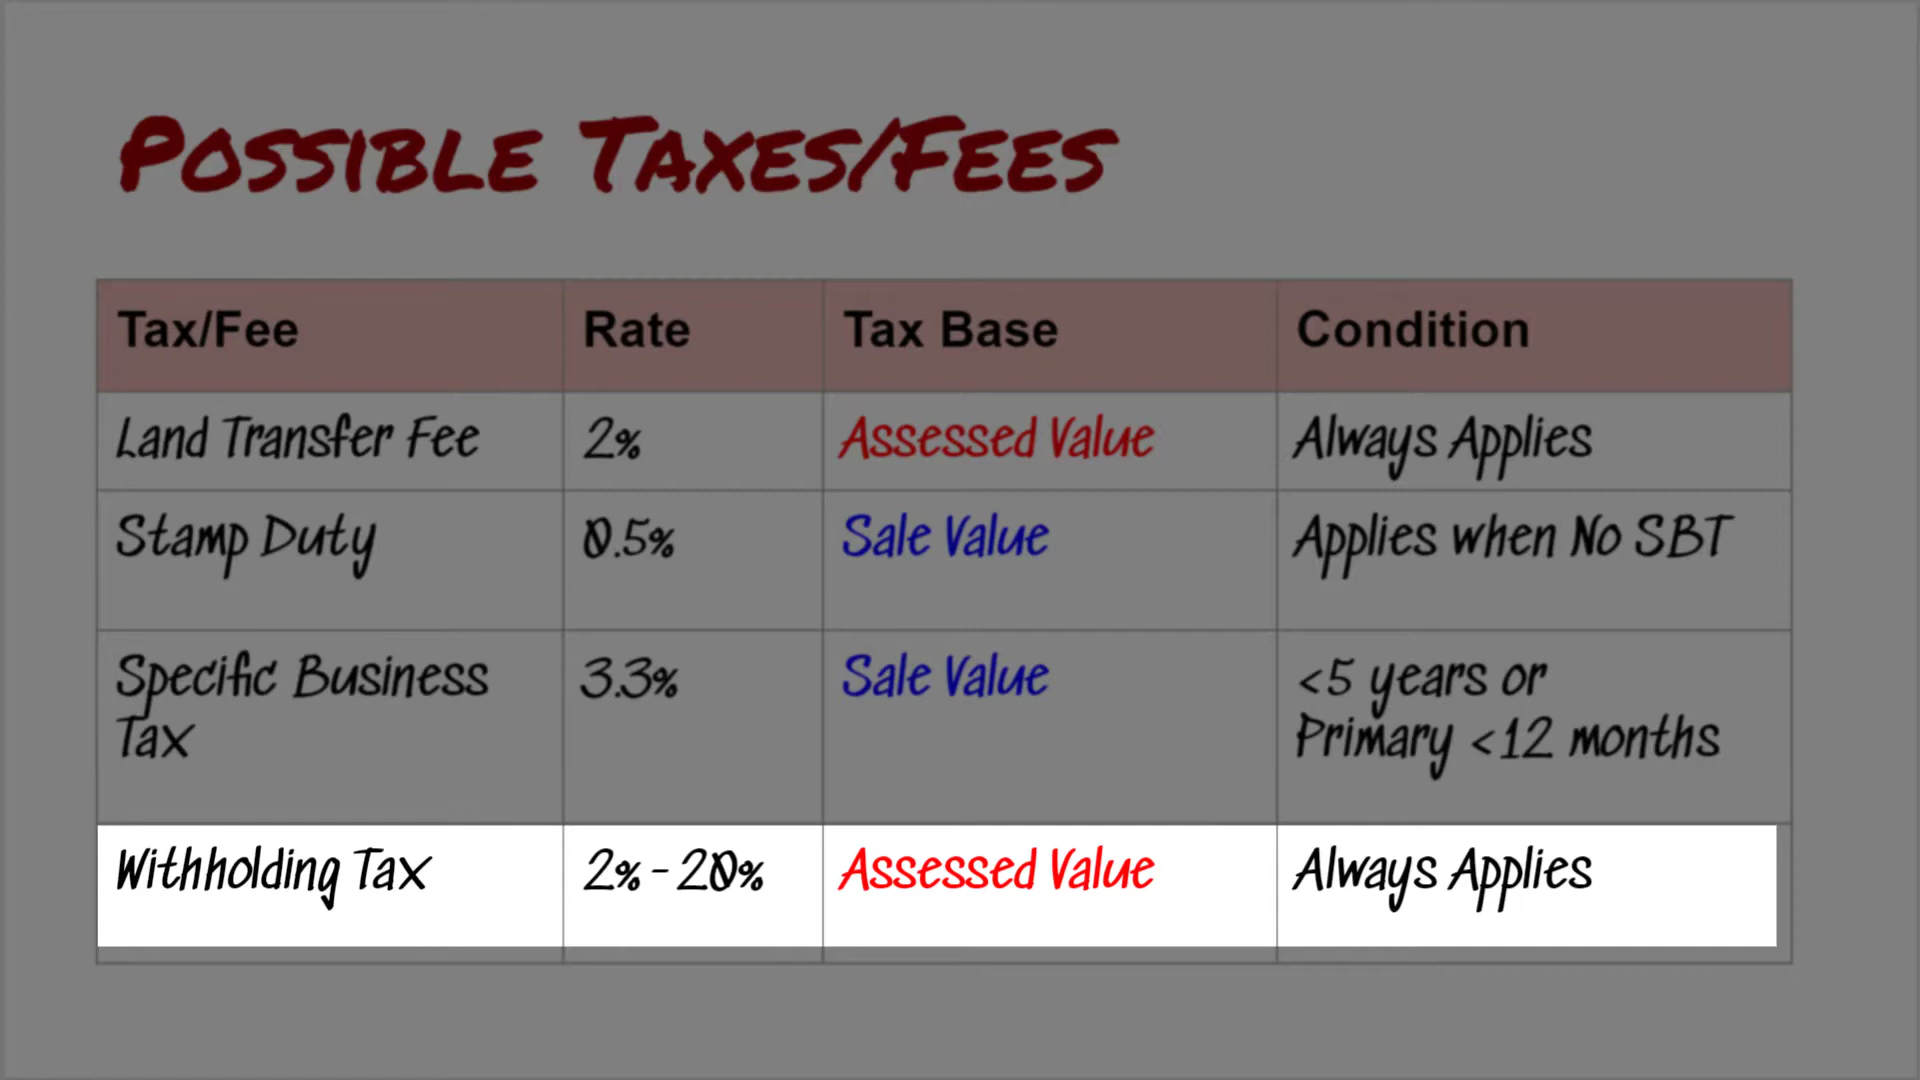 Possible Taxes/Fees
Tax/Fee Rate Tax Base Condition
Land Transfer Fee 2% Assessed Value Always Applies
Stamp Duty 0.5% Sale Value Applies when No SBT
Specific Business 3.3% Sale Value <5 years or
Tax Primary <12 months
Withholding Tax 2% - 20% Assessed Value Always Applies